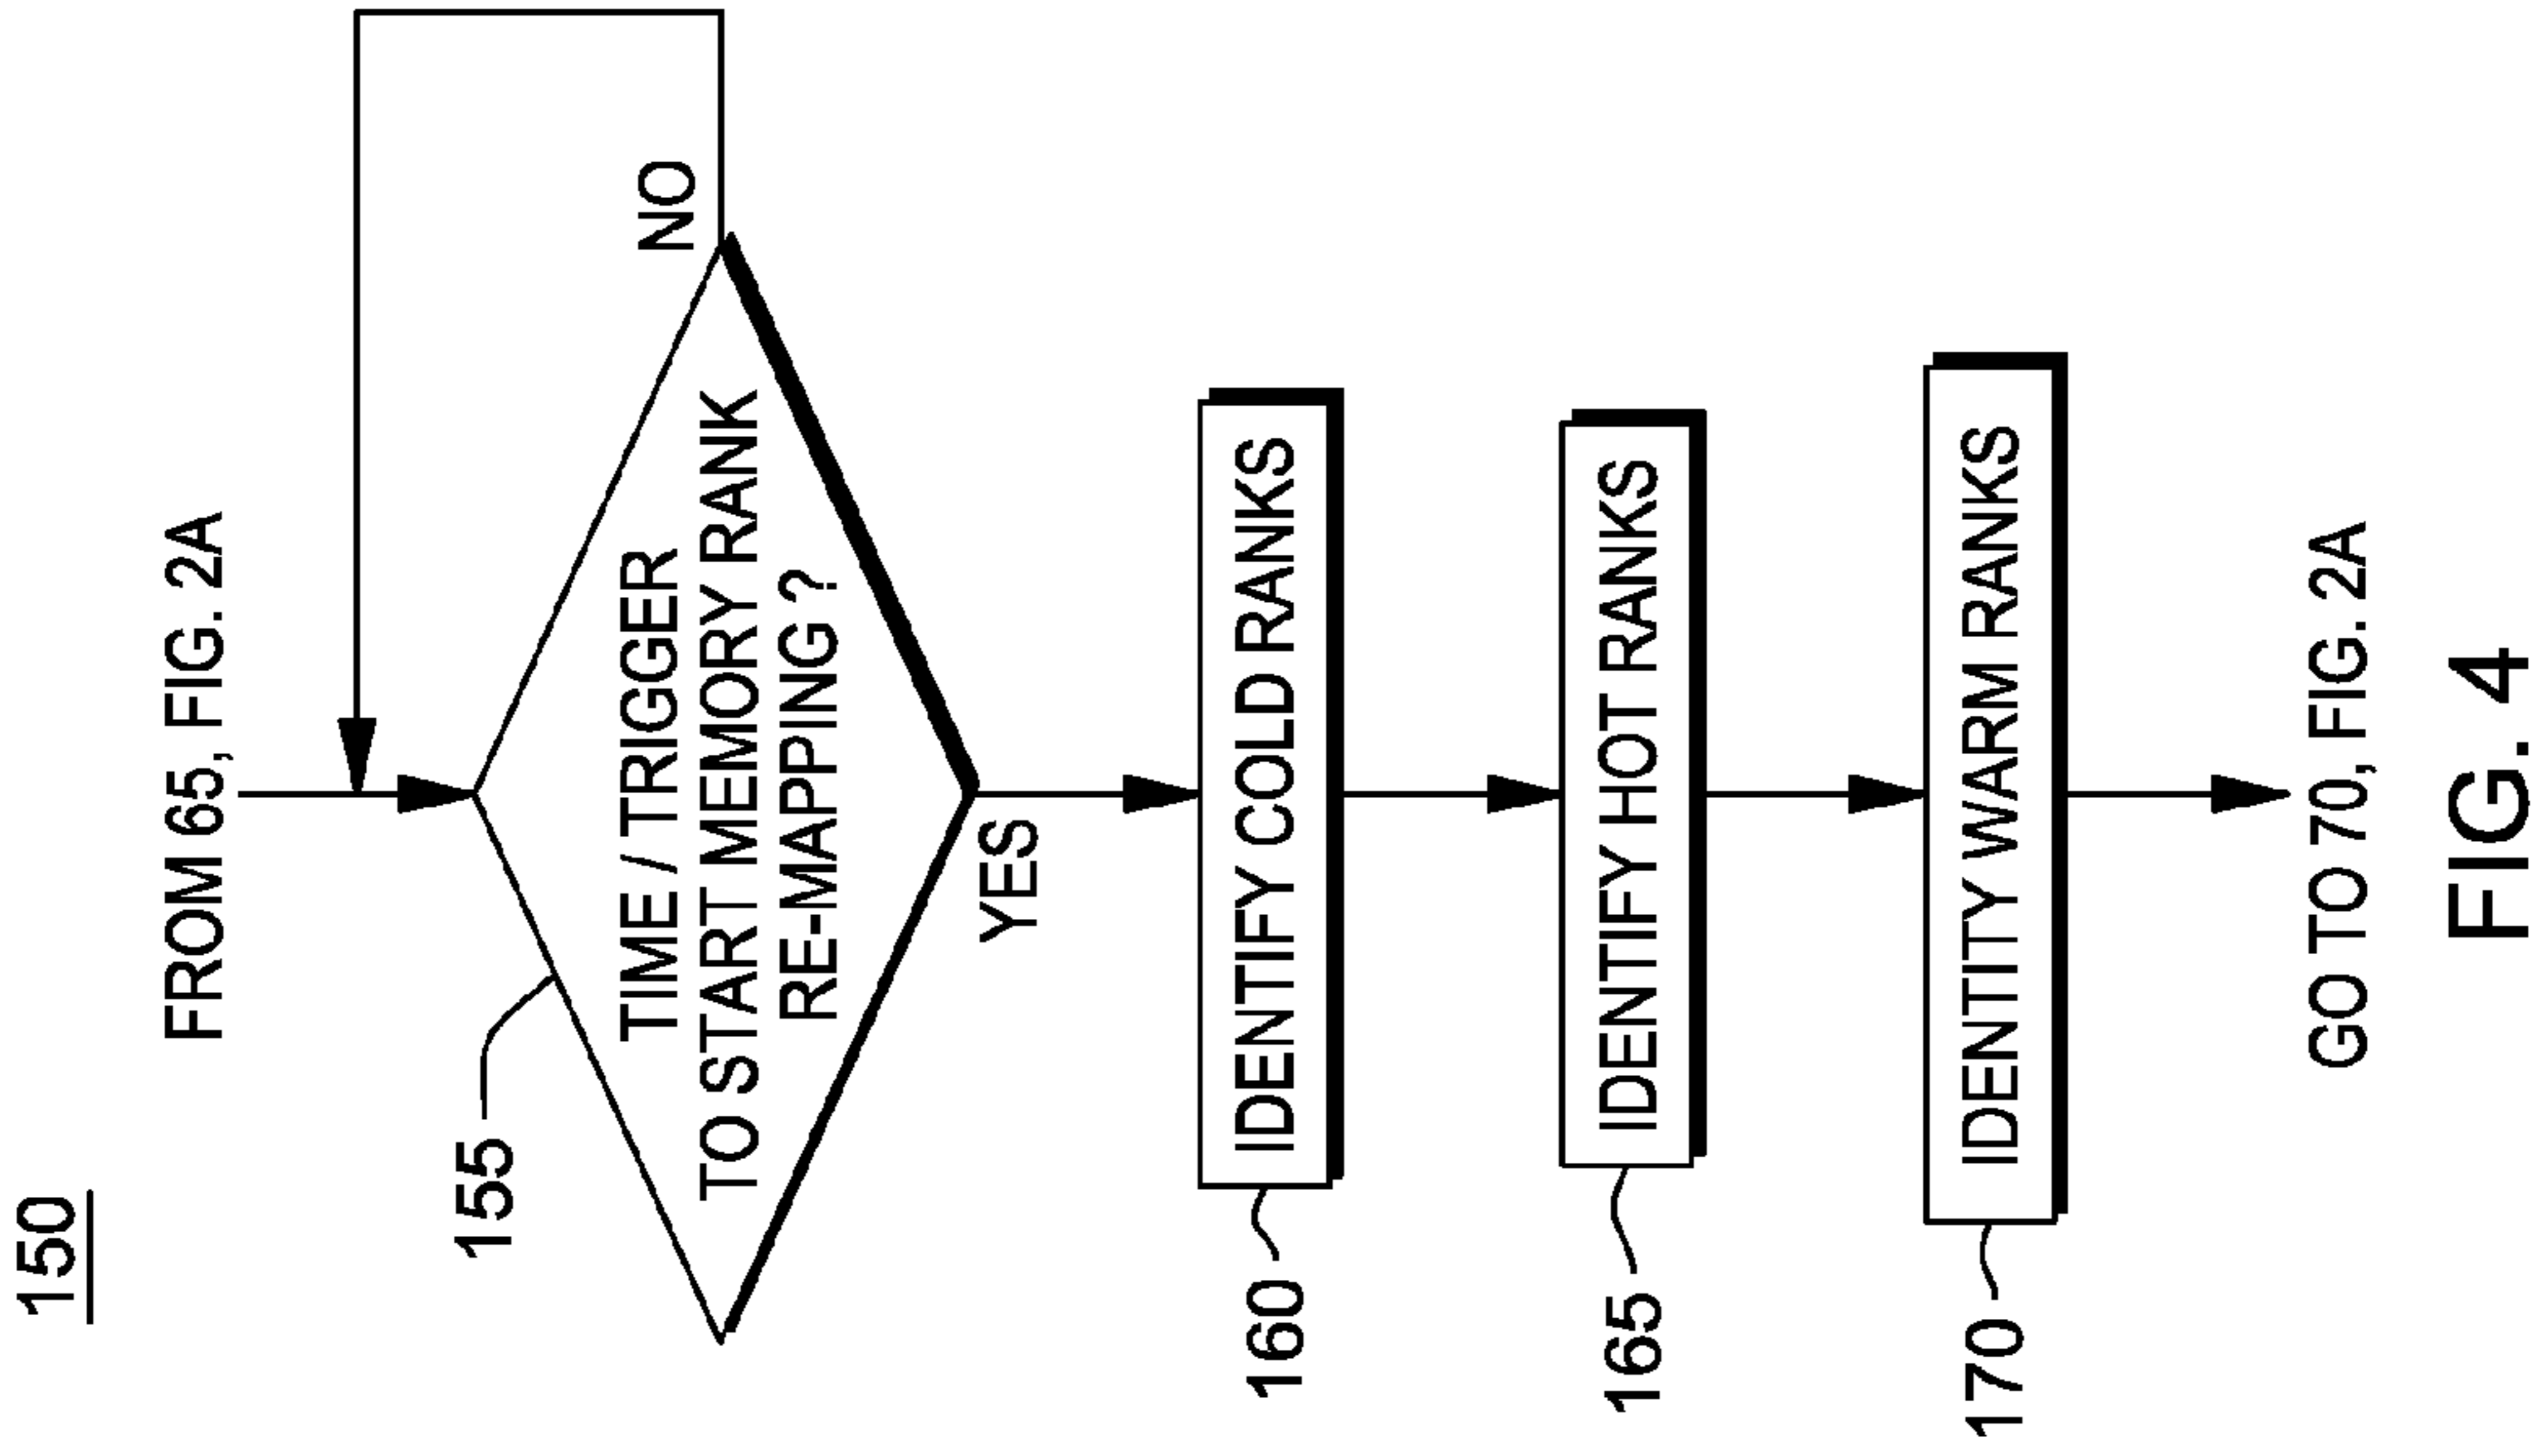 150
FROM 65, FIG. 2A
155
TIME / TRIGGER
TO START MEMORY RANK
RE-MAPPING ?
NO
YES
160
IDENTIFY COLD RANKS
165
IDENTIFY HOT RANKS
170
IDENTITY WARM RANKS
GO TO 70, FIG. 2A
FIG. 4